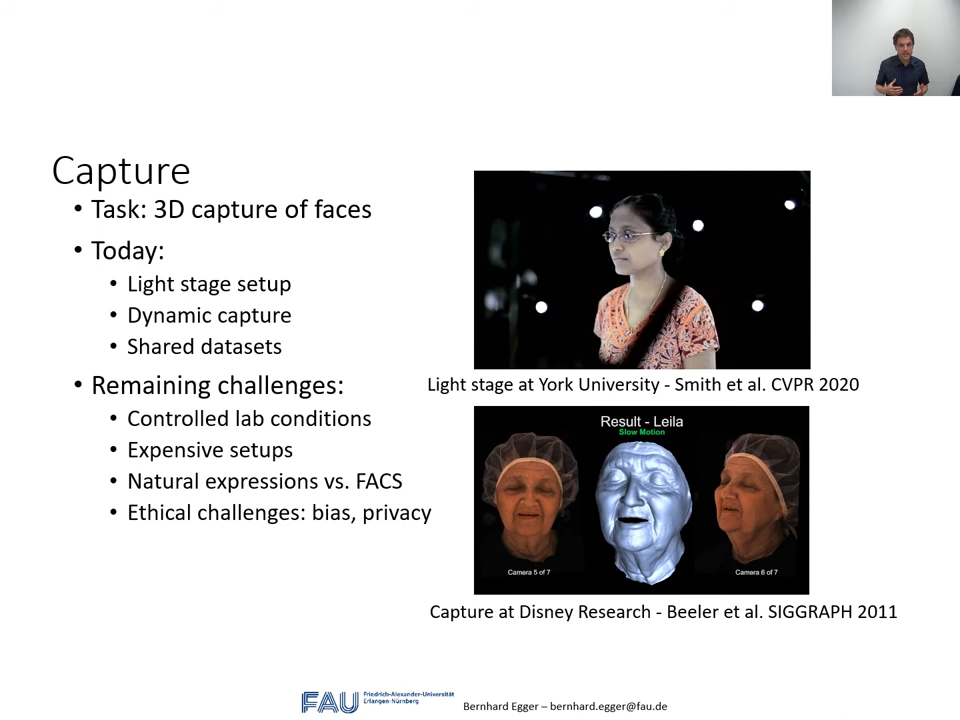 Capture
• Task: 3D capture of faces
• Today:
• Light stage setup
• Dynamic capture
• Shared datasets
• Remaining challenges:
• Controlled lab conditions
• Expensive setups
• Natural expressions vs. FACS
• Ethical challenges: bias, privacy
Light stage at York University - Smith et al. CVPR 2020
Result - Leila
Slow Motion
Camera 5 of 7
Camera 6 of 7
Capture at Disney Research - Beeler et al. SIGGRAPH 2011
FAU
Friedrich-Alexander-Universität
Erlangen-Nürnberg
Bernhard Egger – bernhard.egger@fau.de